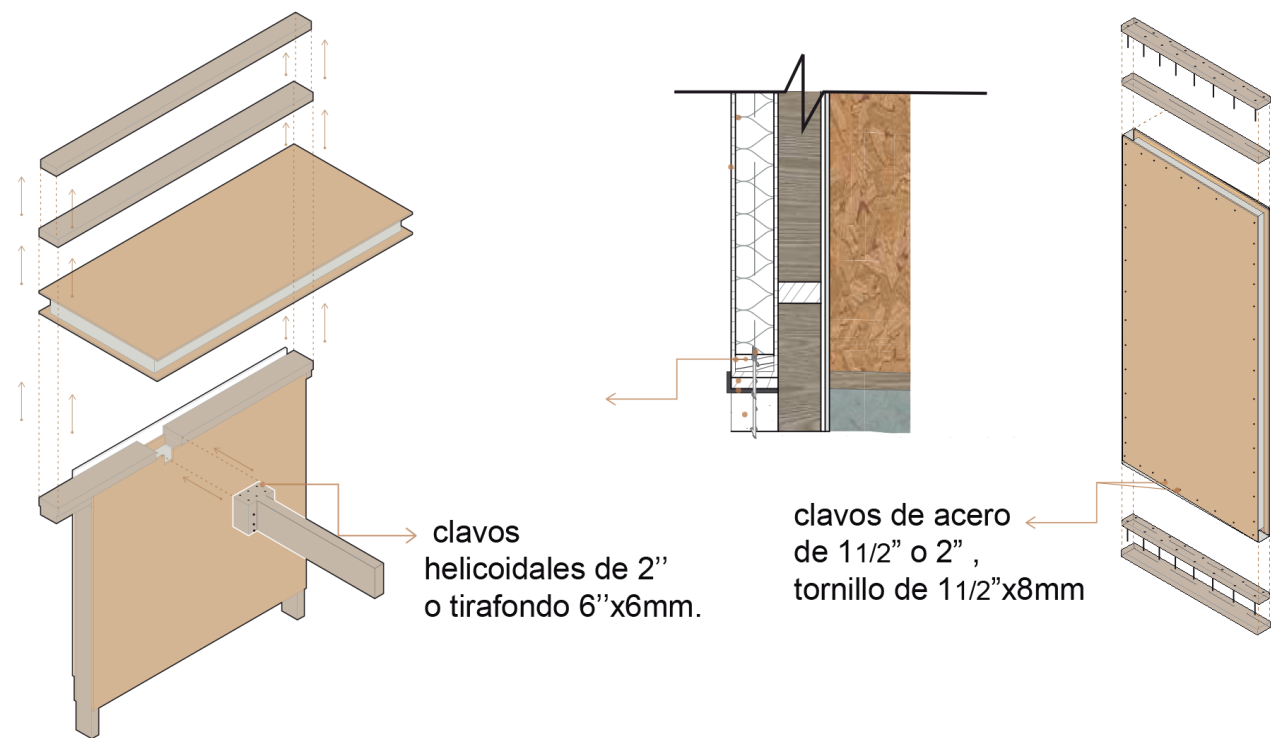 clavos
helicoidales de 2''
o tirafondo 6''x6mm.
clavos de acero
de 11/2” o 2” ,
tornillo de 11/2”x8mm